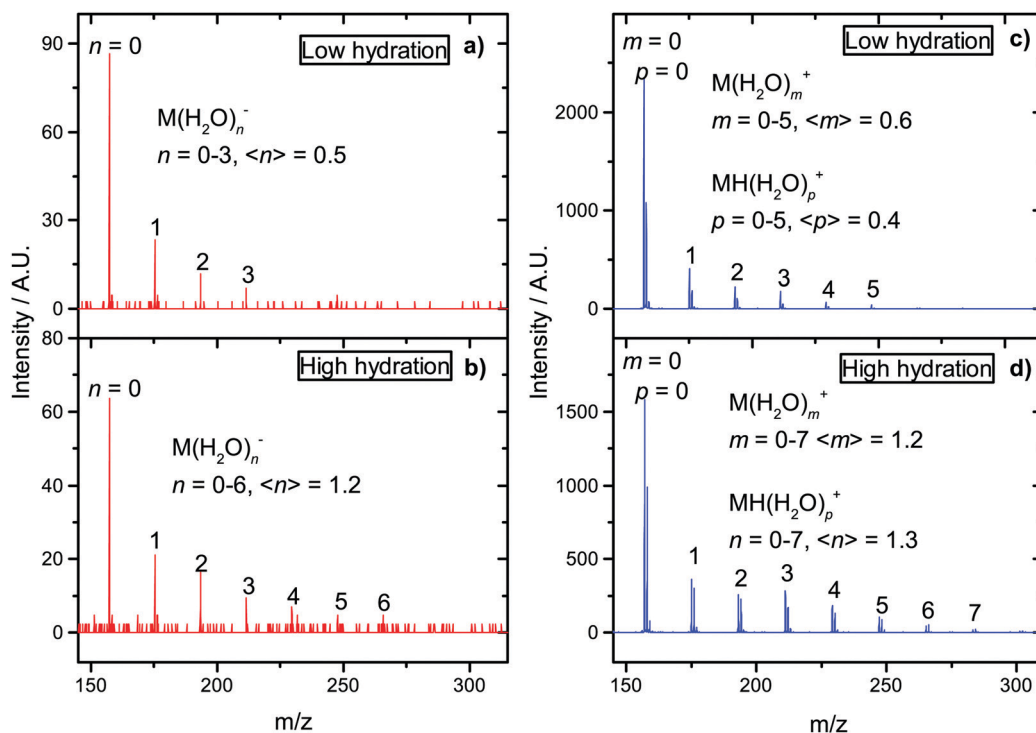 90
60
30
0
Intensity / A.U.
n = 0
Low hydration
a)
M(H₂O)ₙ⁻
n = 0-3, <n> = 0.5
1
2
3
80
60
40
20
0
n = 0
High hydration
b)
M(H₂O)ₙ⁻
n = 0-6, <n> = 1.2
1
2
3
4
5
6
150
200
250
300
m/z
2000
1000
0
Intensity / A.U.
m = 0
p = 0
Low hydration
c)
M(H₂O)ₘ⁺
m = 0-5, <m> = 0.6
MH(H₂O)ₚ⁺
p = 0-5, <p> = 0.4
1
2
3
4
5
1500
1000
500
0
m = 0
p = 0
High hydration
d)
M(H₂O)ₘ⁺
m = 0-7 <m> = 1.2
MH(H₂O)ₚ⁺
n = 0-7, <n> = 1.3
1
2
3
4
5
6
7
150
200
250
300
m/z